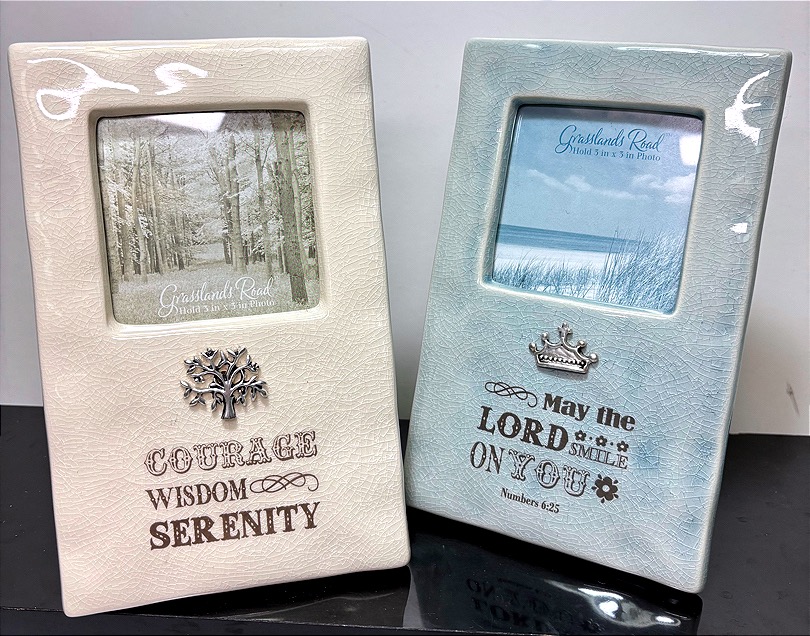 Grasslands Road
Hold 3 in x 3 in Photo
COURAGE
WISDOM
SERENITY
Grasslands Road
Hold 3 in x 3 in Photo
May the
LORD SMILE
ON YOU
Numbers 6:25